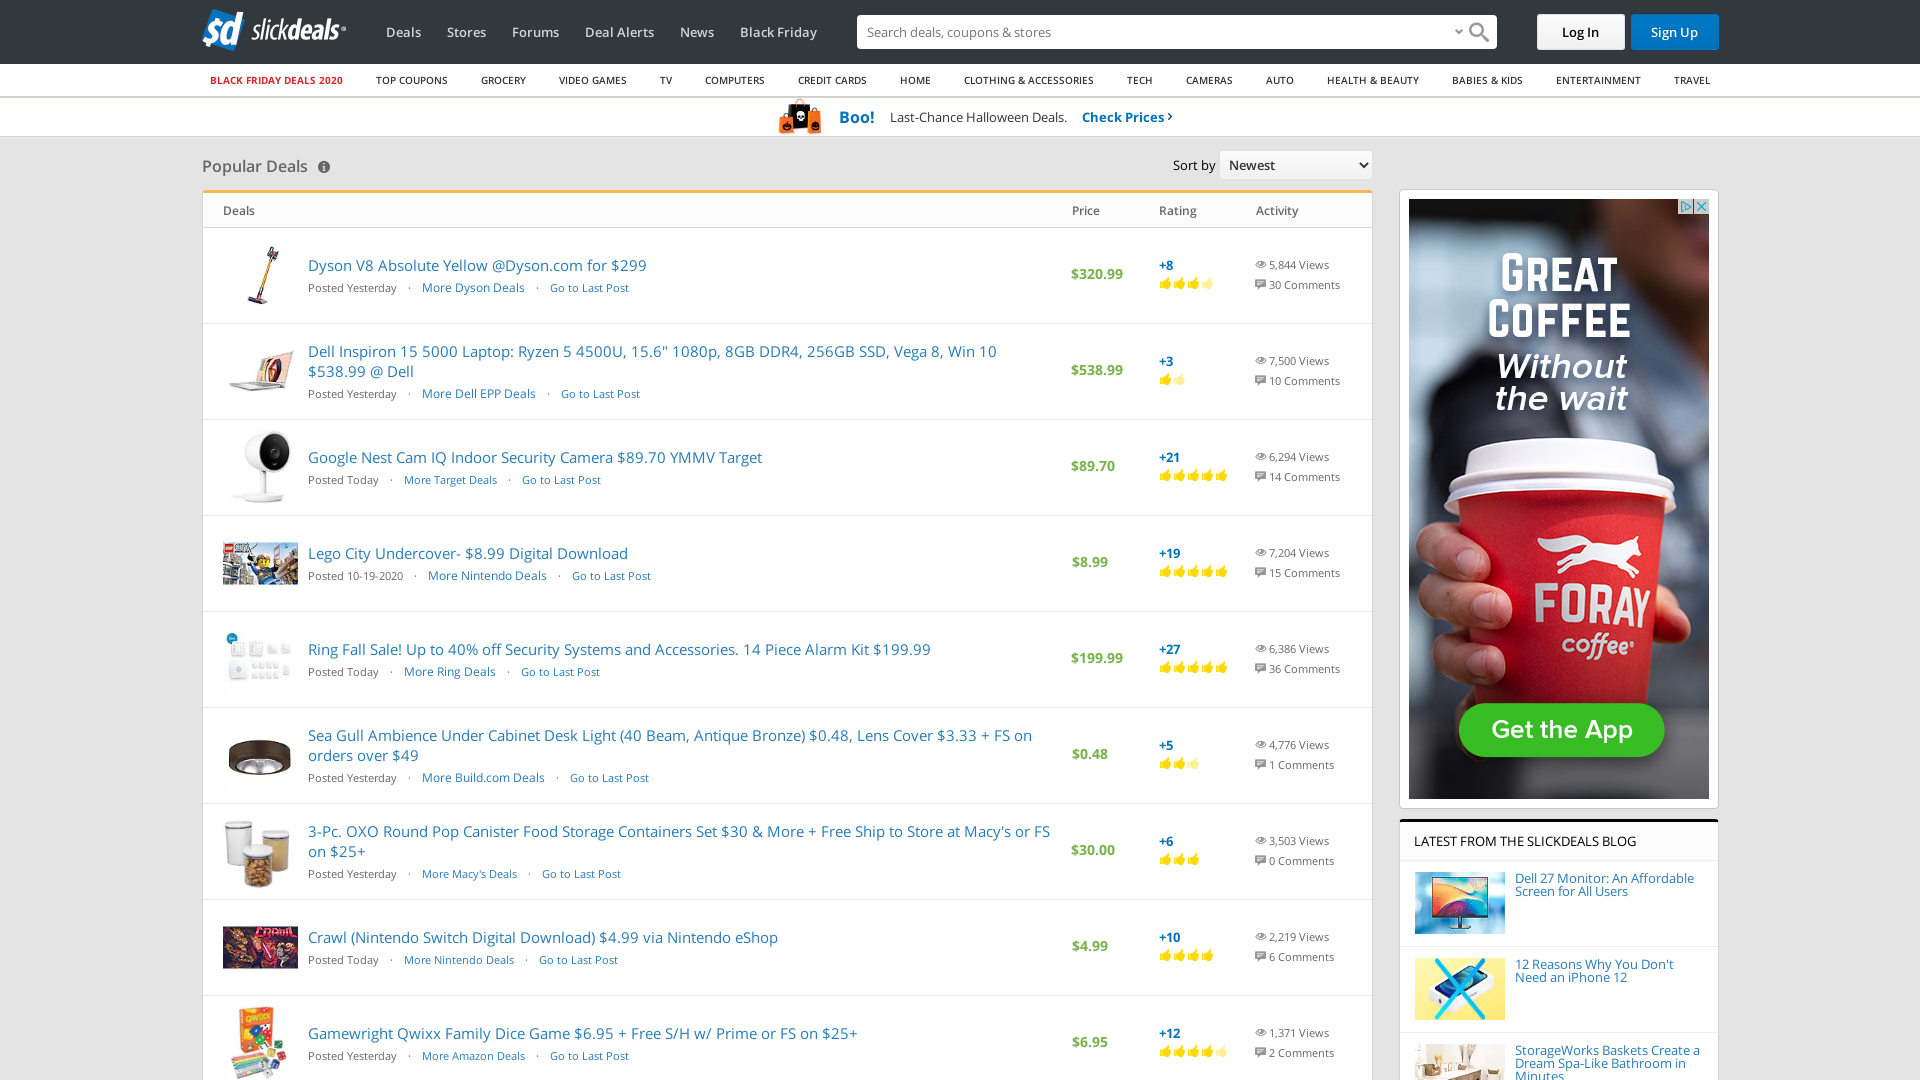 sd slickdeals
Deals Stores Forums Deal Alerts News Black Friday
Search deals, coupons & stores
Log In
Sign Up
BLACK FRIDAY DEALS 2020 TOP COUPONS GROCERY VIDEO GAMES TV COMPUTERS CREDIT CARDS HOME CLOTHING & ACCESSORIES TECH CAMERAS AUTO HEALTH & BEAUTY BABIES & KIDS ENTERTAINMENT TRAVEL
Boo! Last-Chance Halloween Deals. Check Prices
Popular Deals
Sort by Newest
Deals Price Rating Activity
Dyson V8 Absolute Yellow @Dyson.com for $299
Posted Yesterday · More Dyson Deals · Go to Last Post
$320.99
+8
5,844 Views
30 Comments
Dell Inspiron 15 5000 Laptop: Ryzen 5 4500U, 15.6" 1080p, 8GB DDR4, 256GB SSD, Vega 8, Win 10
$538.99 @ Dell
Posted Yesterday · More Dell EPP Deals · Go to Last Post
$538.99
+3
7,500 Views
10 Comments
Google Nest Cam IQ Indoor Security Camera $89.70 YMMV Target
Posted Today · More Target Deals · Go to Last Post
$89.70
+21
6,294 Views
14 Comments
Lego City Undercover- $8.99 Digital Download
Posted 10-19-2020 · More Nintendo Deals · Go to Last Post
$8.99
+19
7,204 Views
15 Comments
Ring Fall Sale! Up to 40% off Security Systems and Accessories. 14 Piece Alarm Kit $199.99
Posted Today · More Ring Deals · Go to Last Post
$199.99
+27
6,386 Views
36 Comments
Sea Gull Ambience Under Cabinet Desk Light (40 Beam, Antique Bronze) $0.48, Lens Cover $3.33 + FS on
orders over $49
Posted Yesterday · More Build.com Deals · Go to Last Post
$0.48
+5
4,776 Views
1 Comments
3-Pc. OXO Round Pop Canister Food Storage Containers Set $30 & More + Free Ship to Store at Macy's or FS
on $25+
Posted Yesterday · More Macy's Deals · Go to Last Post
$30.00
+6
3,503 Views
0 Comments
Crawl (Nintendo Switch Digital Download) $4.99 via Nintendo eShop
Posted Today · More Nintendo Deals · Go to Last Post
$4.99
+10
2,219 Views
6 Comments
Gamewright Qwixx Family Dice Game $6.95 + Free S/H w/ Prime or FS on $25+
Posted Yesterday · More Amazon Deals · Go to Last Post
$6.95
+12
1,371 Views
2 Comments
GREAT
COFFEE
Without
the wait
FORAY
coffee
Get the App
LATEST FROM THE SLICKDEALS BLOG
Dell 27 Monitor: An Affordable
Screen for All Users
12 Reasons Why You Don't
Need an iPhone 12
StorageWorks Baskets Create a
Dream Spa-Like Bathroom in
Minutes